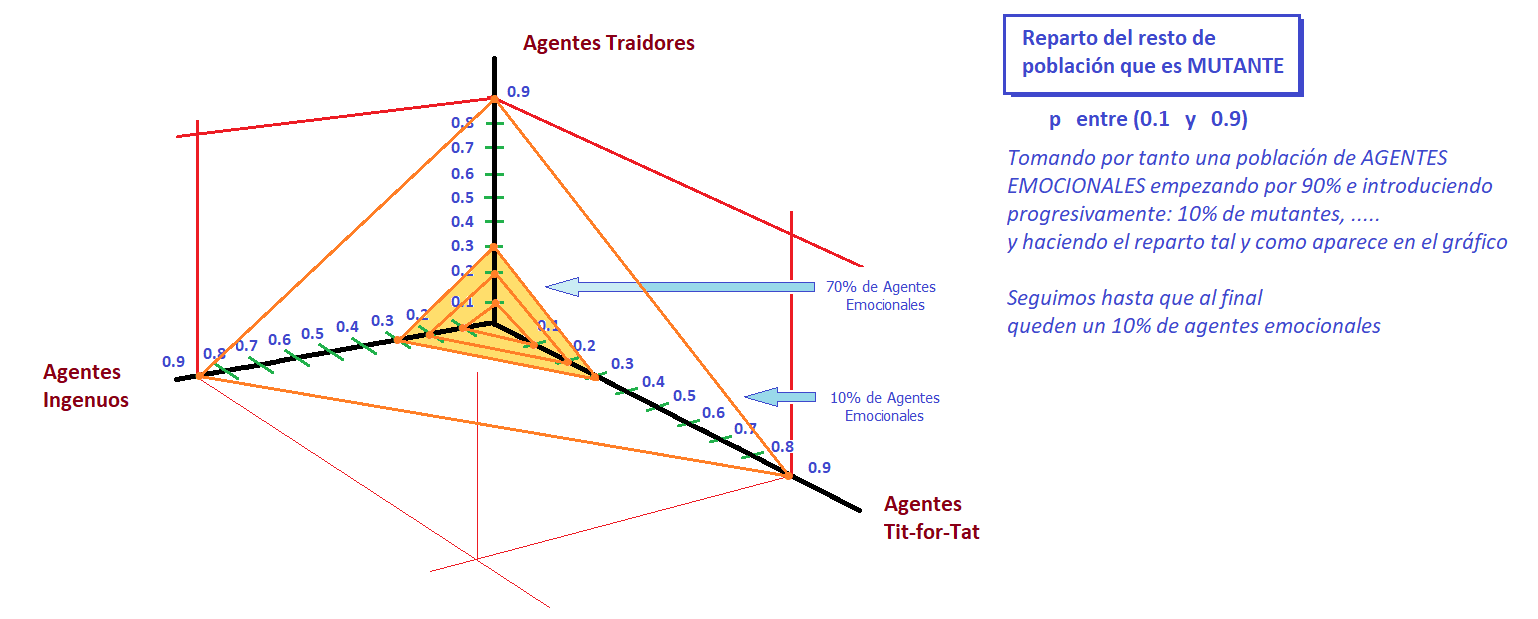 Agentes Traidores
0.9
0.8
0.7
0.6
0.5
0.4
0.3
0.2
0.1
0.9
0.8
0.7
0.6
0.5
0.4
0.3
0.2
Agentes
Ingenuos
0.1
0.2
0.3
0.4
0.5
0.6
0.7
0.8
0.9
Agentes
Tit-for-Tat
70% de Agentes
Emocionales
10% de Agentes
Emocionales
Reparto del resto de
población que es MUTANTE
p entre (0.1 y 0.9)
Tomando por tanto una población de AGENTES
EMOCIONALES empezando por 90% e introduciendo
progresivamente: 10% de mutantes, .....
y haciendo el reparto tal y como aparece en el gráfico
Seguimos hasta que al final
queden un 10% de agentes emocionales